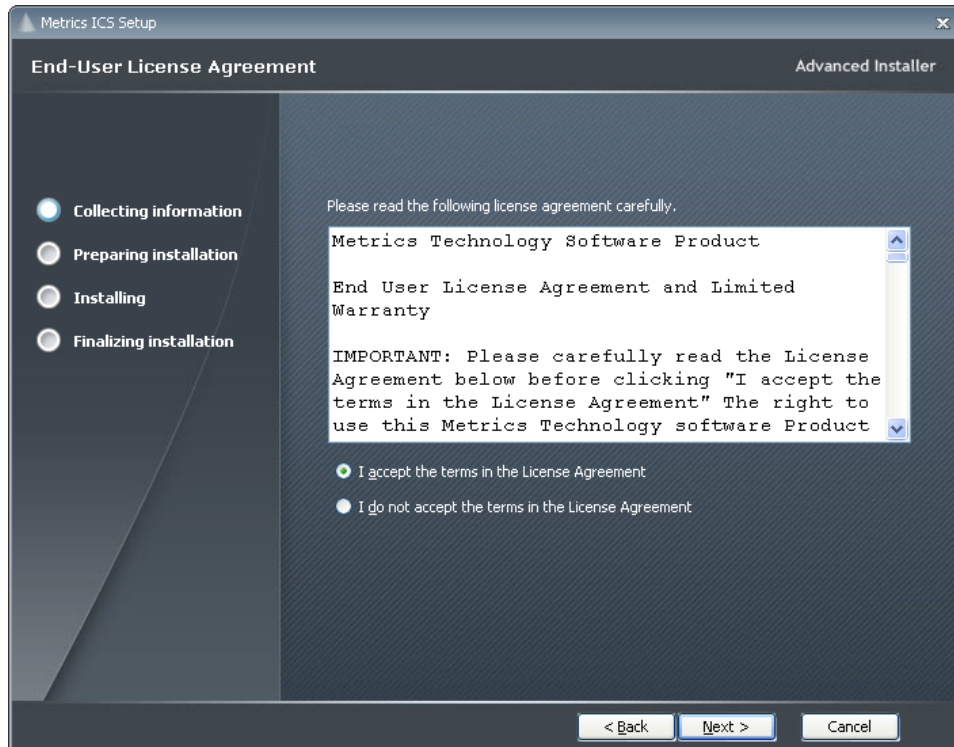 Metrics ICS Setup
End-User License Agreement
Advanced Installer
Collecting information
Preparing installation
Installing
Finalizing installation
Please read the following license agreement carefully.
Metrics Technology Software Product
End User License Agreement and Limited
Warranty
IMPORTANT: Please carefully read the License
Agreement below before clicking "I accept the
terms in the License Agreement" The right to
use this Metrics Technology software Product
I accept the terms in the License Agreement
I do not accept the terms in the License Agreement
< Back
Next >
Cancel